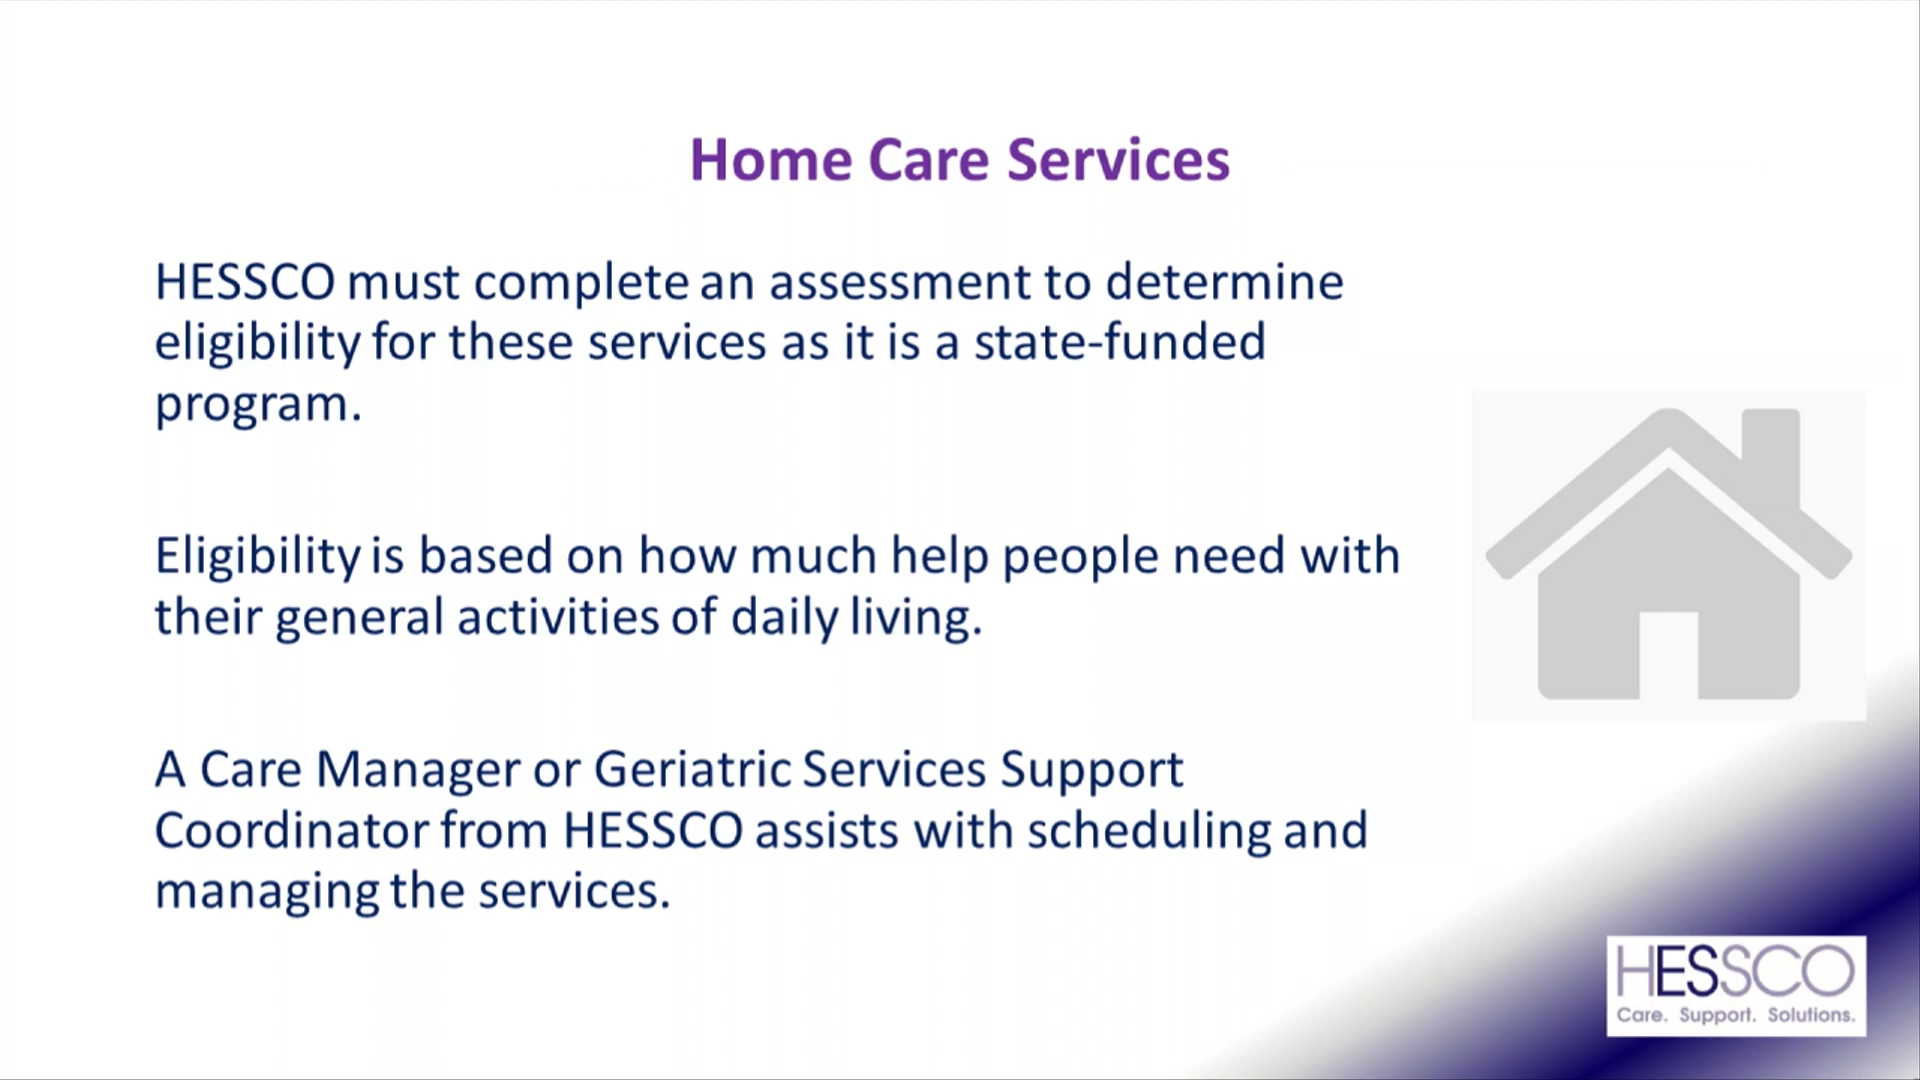 Home Care Services
HESSCO must complete an assessment to determine
eligibility for these services as it is a state-funded
program.
Eligibility is based on how much help people need with
their general activities of daily living.
A Care Manager or Geriatric Services Support
Coordinator from HESSCO assists with scheduling and
managing the services.
HESSCO
Care. Support. Solutions.